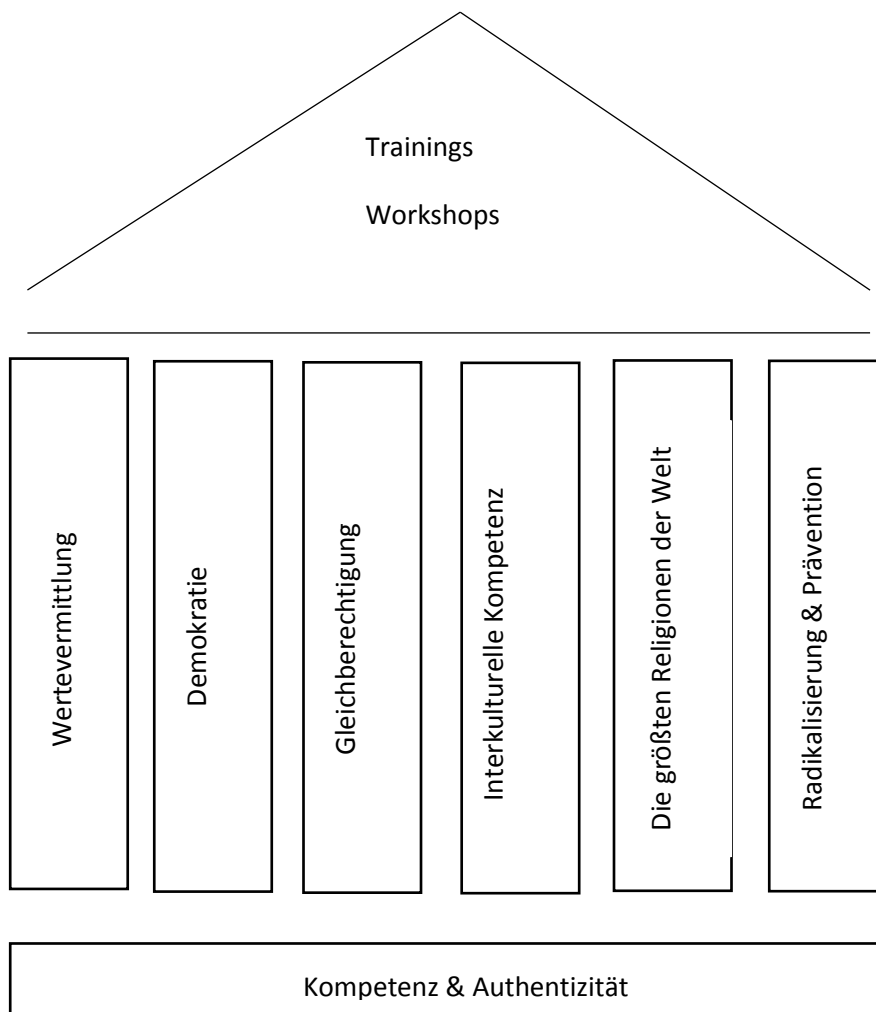 Trainings
Workshops
Wertevermittlung
Demokratie
Gleichberechtigung
Interkulturelle Kompetenz
Die größten Religionen der Welt
Radikalisierung & Prävention
Kompetenz & Authentizität